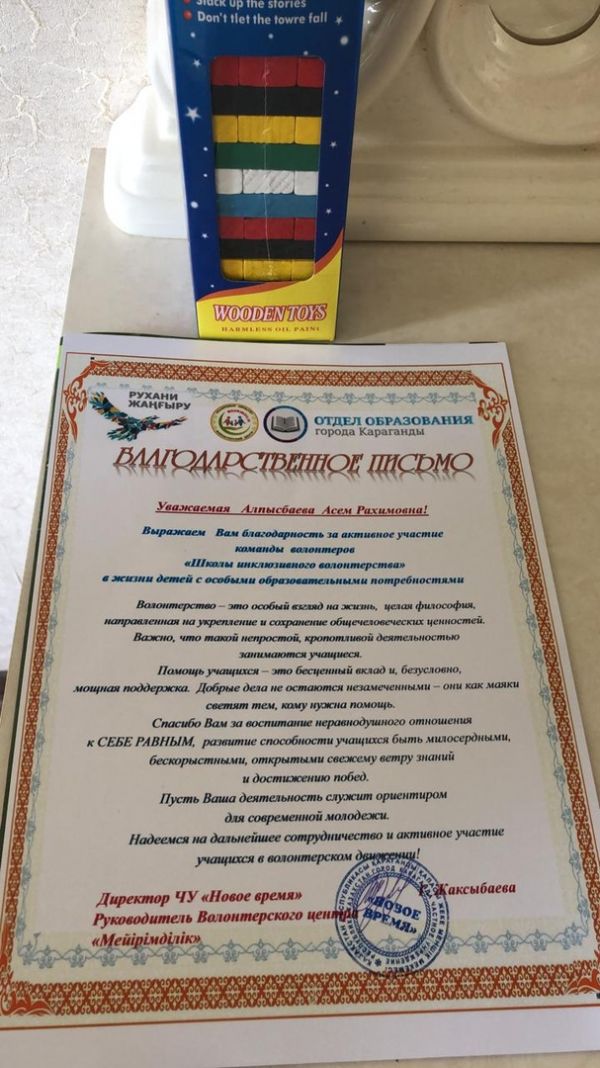 Stack up the stories
Don't tlet the towre fall
WOODEN TOYS
HARMLESS OIL PAINT
РУХАНИ
ЖАҢҒЫРУ
ОТДЕЛ ОБРАЗОВАНИЯ
города Караганды
БЛАГОДАРСТВЕННОЕ ПИСЬМО
Уважаемая Алпысбаева Асем Рахимовна!
Выражаем Вам благодарность за активное участие
команды волонтеров
«Школы инклюзивного волонтерства»
в жизни детей с особыми образовательными потребностями
Волонтерство – это особый взгляд на жизнь, целая философия,
направленная на укрепление и сохранение общечеловеческих ценностей.
Важно, что такой непростой, кропотливой деятельностью
занимаются учащиеся.
Помощь учащихся – это бесценный вклад и, безусловно,
мощная поддержка. Добрые дела не остаются незамеченными – они как маяки
светят тем, кому нужна помощь.
Спасибо Вам за воспитание неравнодушного отношения
к СЕБЕ РАВНЫМ, развитие способности учащихся быть милосердными,
бескорыстными, открытыми свежему ветру знаний
и достижению побед.
Пусть Ваша деятельность служит ориентиром
для современной молодежи.
Надеемся на дальнейшее сотрудничество и активное участие
учащихся в волонтерском движении!
Директор ЧУ «Новое время» Жаксыбаева
Руководитель Волонтерского центра
«Мейірімділік»
«НОВОЕ
ВРЕМЯ»